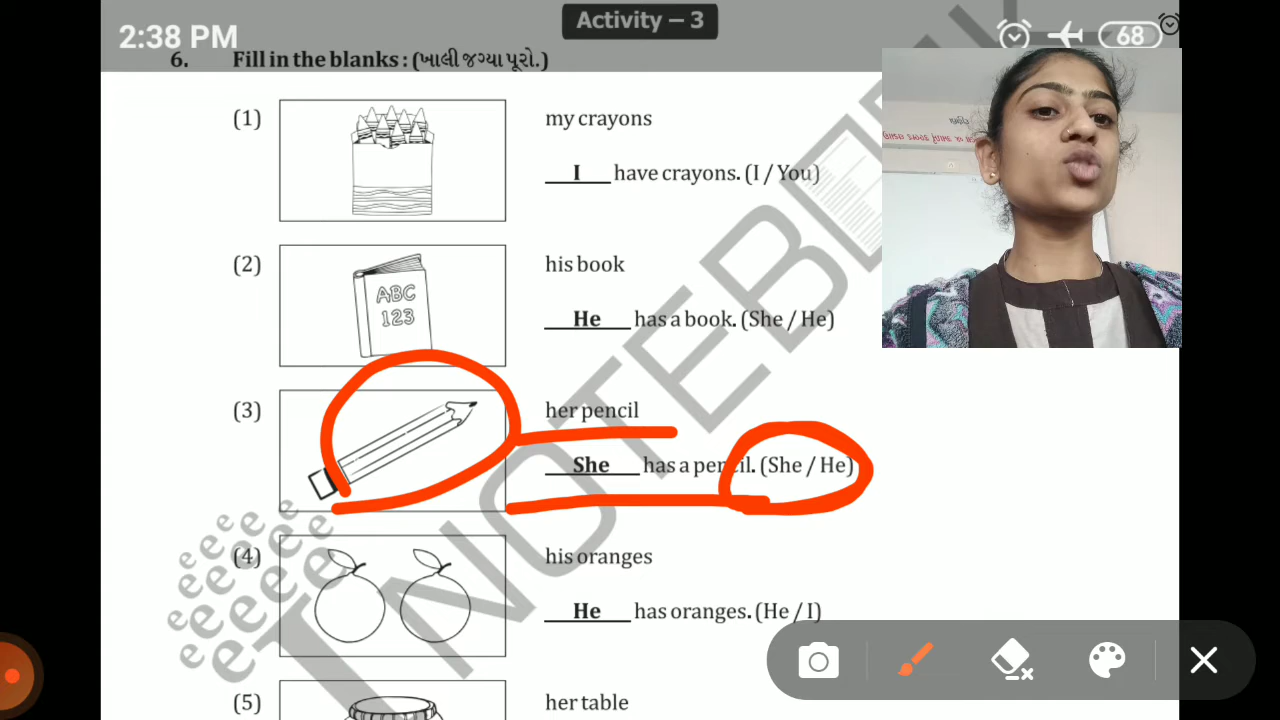 Activity – 3
2:38 PM
68
6. Fill in the blanks : (ખાલી જગ્યા પૂરો.)
(1) my crayons
I have crayons. (I / You)
(2) ABC 123 his book
He has a book. (She / He)
(3) her pencil
She has a pencil. (She / He)
(4) his oranges
He has oranges. (He / I)
(5) her table
eNOTEBOOK